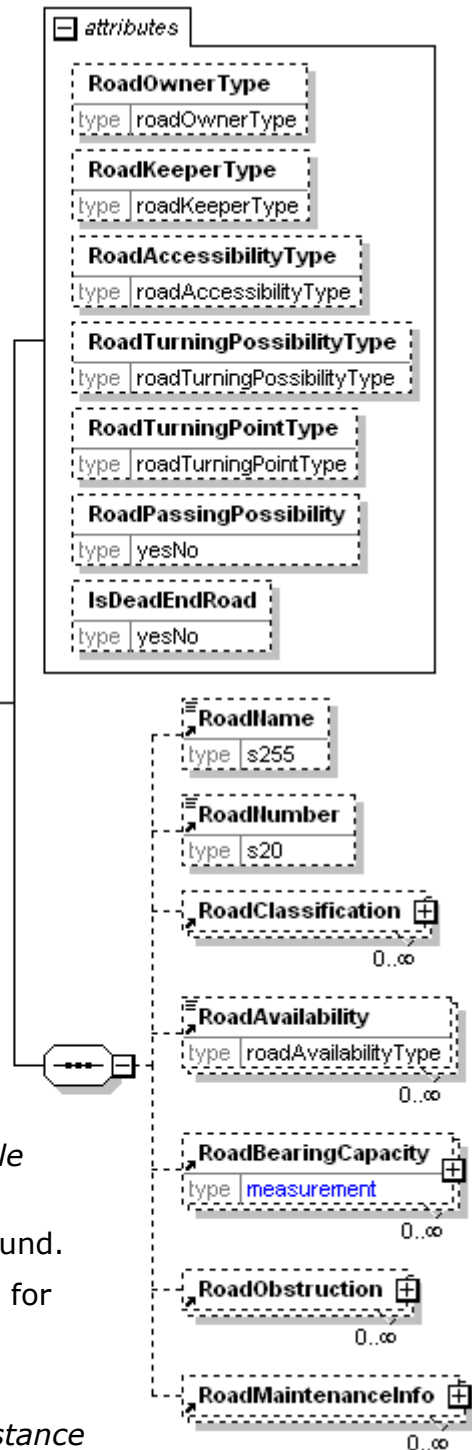 attributes
RoadOwnerType
type roadOwnerType
RoadKeeperType
type roadKeeperType
RoadAccessibilityType
type roadAccessibilityType
RoadTurningPossibilityType
type roadTurningPossibilityType
RoadTurningPointType
type roadTurningPointType
RoadPassingPossibility
type yesNo
IsDeadEndRoad
type yesNo
RoadName
type s255
RoadNumber
type s20
RoadClassification
0..∞
RoadAvailability
type roadAvailabilityType
0..∞
le
RoadBearingCapacity
type measurement
0..∞
und.
for
RoadObstruction
0..∞
RoadMaintenanceInfo
stance
0..∞